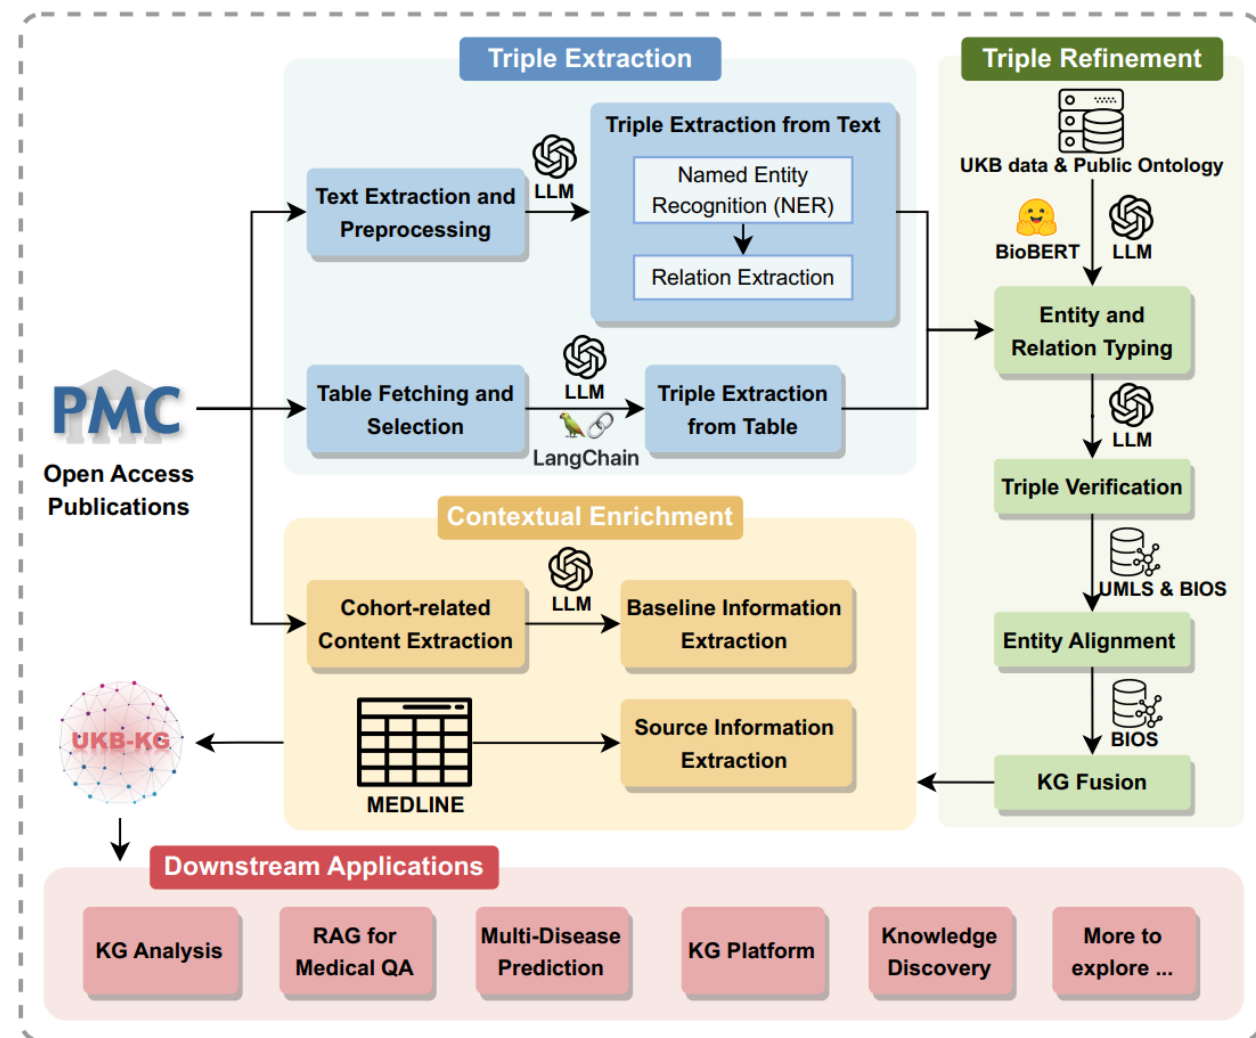 Triple Extraction
Text Extraction and
Preprocessing
LLM
Triple Extraction from Text
Named Entity
Recognition (NER)
Relation Extraction
Table Fetching and
Selection
LLM
LangChain
Triple Extraction
from Table
PMC
Open Access
Publications
Triple Refinement
UKB data & Public Ontology
BioBERT
LLM
Entity and
Relation Typing
LLM
Triple Verification
UMLS & BIOS
Entity Alignment
BIOS
KG Fusion
Contextual Enrichment
Cohort-related
Content Extraction
LLM
Baseline Information
Extraction
MEDLINE
Source Information
Extraction
UKB-KG
Downstream Applications
KG Analysis
RAG for
Medical QA
Multi-Disease
Prediction
KG Platform
Knowledge
Discovery
More to
explore ...